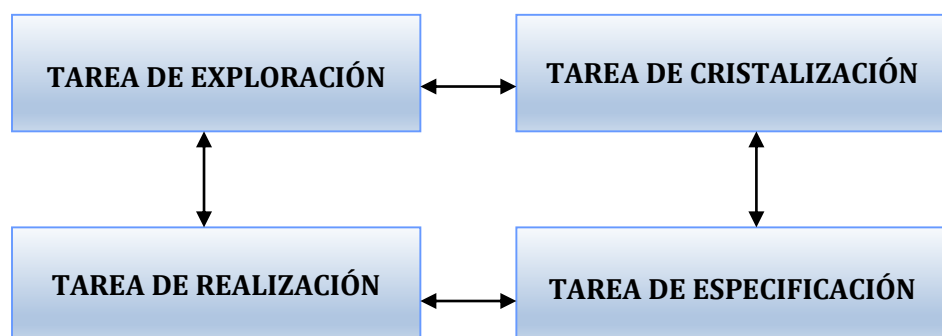 TAREA DE EXPLORACIÓN
TAREA DE CRISTALIZACIÓN
TAREA DE REALIZACIÓN
TAREA DE ESPECIFICACIÓN